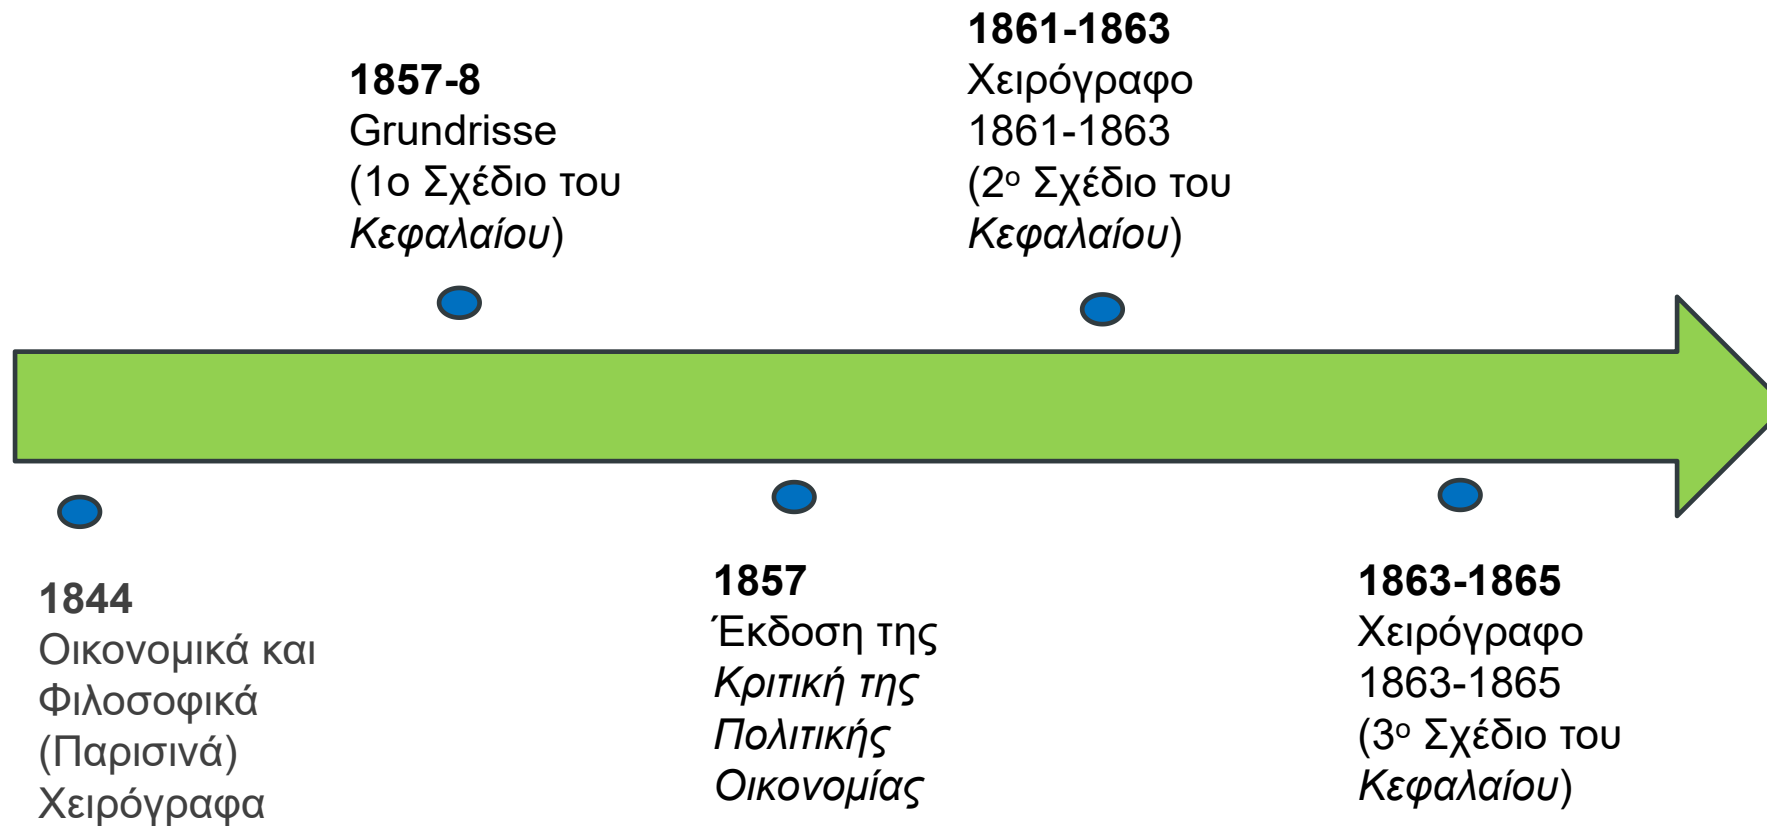 1857-8
Grundrisse
(1ο Σχέδιο του
Κεφαλαίου)
1861-1863
Χειρόγραφο
1861-1863
(2ο Σχέδιο του
Κεφαλαίου)
1844
Οικονομικά και
Φιλοσοφικά
(Παρισινά)
Χειρόγραφα
1857
Έκδοση της
Κριτική της
Πολιτικής
Οικονομίας
1863-1865
Χειρόγραφο
1863-1865
(3ο Σχέδιο του
Κεφαλαίου)